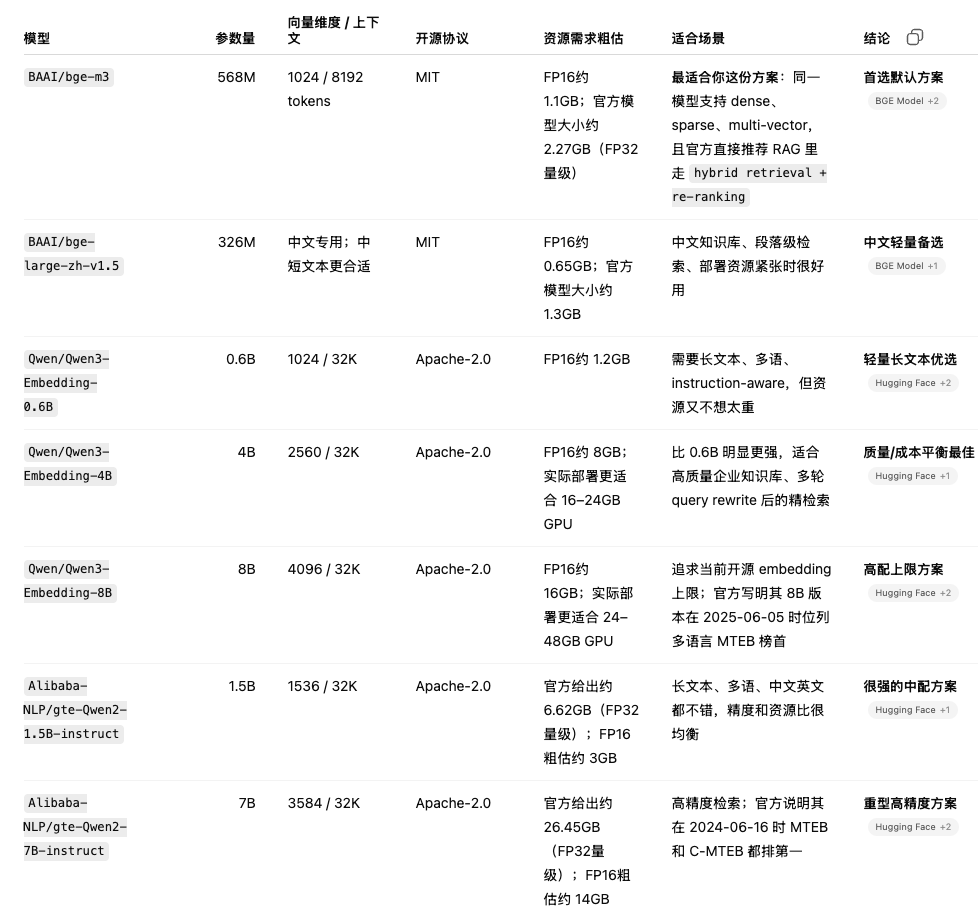 模型
参数量
向量维度 / 上下
文
开源协议
资源需求粗估
适合场景
结论
BAAI/bge-m3
568M
1024 / 8192
tokens
MIT
FP16约
1.1GB；官方模
型大小约
2.27GB（FP32
量级）
最适合你这份方案：同一
模型支持 dense、
sparse、multi-vector，
且官方直接推荐 RAG 里
走 hybrid retrieval +
re-ranking
首选默认方案
BGE Model +2
BAAI/bge-
large-zh-v1.5
326M
中文专用；中
短文本更合适
MIT
FP16约
0.65GB；官方
模型大小约
1.3GB
中文知识库、段落级检
索、部署资源紧张时很好
用
中文轻量备选
BGE Model +1
Qwen/Qwen3-
Embedding-
0.6B
0.6B
1024 / 32K
Apache-2.0
FP16约 1.2GB
需要长文本、多语、
instruction-aware，但资
源又不想太重
轻量长文本优选
Hugging Face +2
Qwen/Qwen3-
Embedding-4B
4B
2560 / 32K
Apache-2.0
FP16约 8GB；
实际部署更适
合 16–24GB
GPU
比 0.6B 明显更强，适合
高质量企业知识库、多轮
query rewrite 后的精检索
质量/成本平衡最佳
Hugging Face +1
Qwen/Qwen3-
Embedding-8B
8B
4096 / 32K
Apache-2.0
FP16约
16GB；实际部
署更适合 24–
48GB GPU
追求当前开源 embedding
上限；官方写明其 8B 版
本在 2025-06-05 时位列
多语言 MTEB 榜首
高配上限方案
Hugging Face +2
Alibaba-
NLP/gte-Qwen2-
1.5B-instruct
1.5B
1536 / 32K
Apache-2.0
官方给出约
6.62GB（FP32
量级）；FP16
粗估约 3GB
长文本、多语、中文英文
都不错，精度和资源比很
均衡
很强的中配方案
Hugging Face +1
Alibaba-
NLP/gte-Qwen2-
7B-instruct
7B
3584 / 32K
Apache-2.0
官方给出约
26.45GB
（FP32量
级）；FP16粗
估约 14GB
高精度检索；官方说明其
在 2024-06-16 时 MTEB
和 C-MTEB 都排第一
重型高精度方案
Hugging Face +2